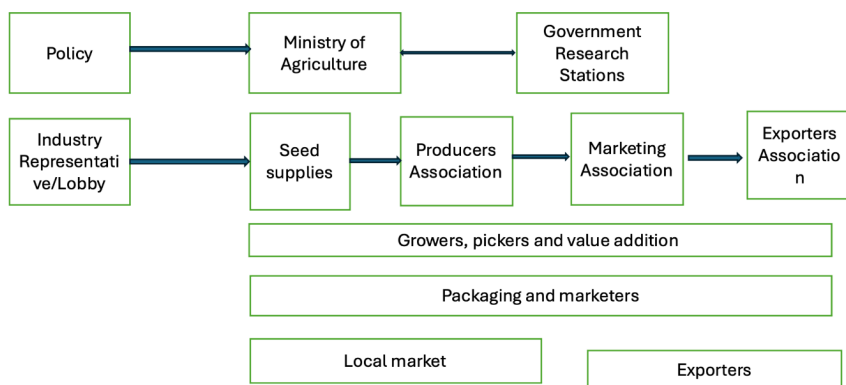 Policy
Ministry of
Agriculture
Government
Research
Stations
Industry
Representati
ve/Lobby
Seed
supplies
Producers
Association
Marketing
Association
Exporters
Associatio
n
Growers, pickers and value addition
Packaging and marketers
Local market
Exporters